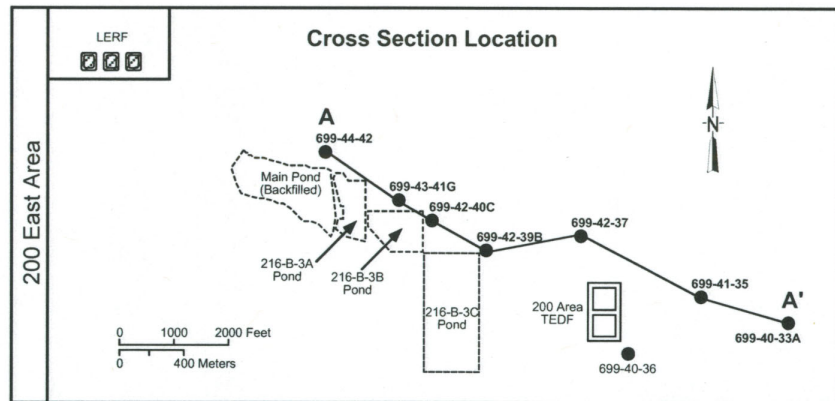 LERF
Cross Section Location
200 East Area
N
A
699-44-42
Main Pond
(Backfilled)
699-43-41G
699-42-40C
699-42-39B
699-42-37
216-B-3A
Pond
216-B-3B
Pond
216-B-3C
Pond
200 Area
TEDF
699-41-35
A'
699-40-33A
699-40-36
0 1000 2000 Feet
0 400 Meters